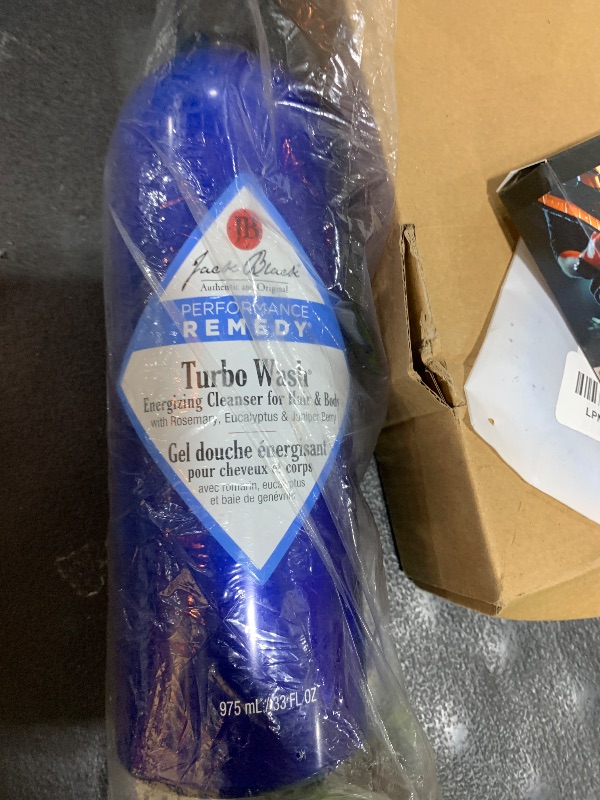 JB
Jack Black
Authentic and Original
PERFORMANCE
REMEDY®
Turbo Wash®
Energizing Cleanser for Hair & Body
with Rosemary, Eucalyptus & Juniper Berry
Gel douche énergisant
pour cheveux et corps
avec romarin, eucalyptus
et baie de genévrier
975 mL / 33 FL OZ